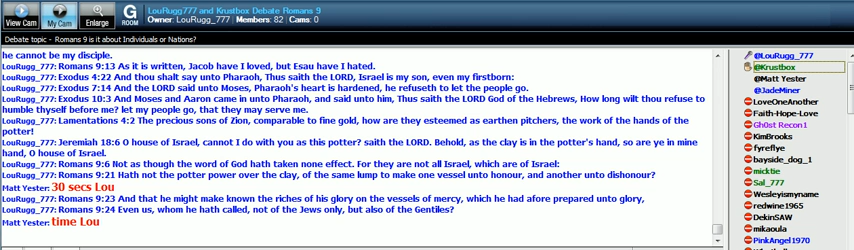 View Cam My Cam Enlarge G ROOM
LouRugg_777 and Krustbox Debate Romans 9
Owner: LouRugg_777 | Members: 82 | Cams: 0
Debate topic - Romans 9 is it about Individuals or Nations?
he cannot be my disciple.
LouRugg_777: Romans 9:13 As it is written, Jacob have I loved, but Esau have I hated.
LouRugg_777: Exodus 4:22 And thou shalt say unto Pharaoh, Thus saith the LORD, Israel is my son, even my firstborn:
LouRugg_777: Exodus 7:14 And the LORD said unto Moses, Pharaoh's heart is hardened, he refuseth to let the people go.
LouRugg_777: Exodus 10:3 And Moses and Aaron came in unto Pharaoh, and said unto him, Thus saith the LORD God of the Hebrews, How long wilt thou refuse to
humble thyself before me? let my people go, that they may serve me.
LouRugg_777: Lamentations 4:2 The precious sons of Zion, comparable to fine gold, how are they esteemed as earthen pitchers, the work of the hands of the
potter!
LouRugg_777: Jeremiah 18:6 O house of Israel, cannot I do with you as this potter? saith the LORD. Behold, as the clay is in the potter's hand, so are ye in mine
hand, O house of Israel.
LouRugg_777: Romans 9:6 Not as though the word of God hath taken none effect. For they are not all Israel, which are of Israel:
LouRugg_777: Romans 9:21 Hath not the potter power over the clay, of the same lump to make one vessel unto honour, and another unto dishonour?
Matt Yester: 30 secs Lou
LouRugg_777: Romans 9:23 And that he might make known the riches of his glory on the vessels of mercy, which he had afore prepared unto glory,
LouRugg_777: Romans 9:24 Even us, whom he hath called, not of the Jews only, but also of the Gentiles?
Matt Yester: time Lou
@LouRugg_777
@Krustbox
@Matt Yester
@JadeMiner
LoveOneAnother
Faith-Hope-Love
Gh0st Recon1
KimBrooks
fyreflye
bayside_dog_1
micktie
Sal_777
Wesleyismyname
redwine1965
DekinSAW
mikaoula
PinkAngel1970